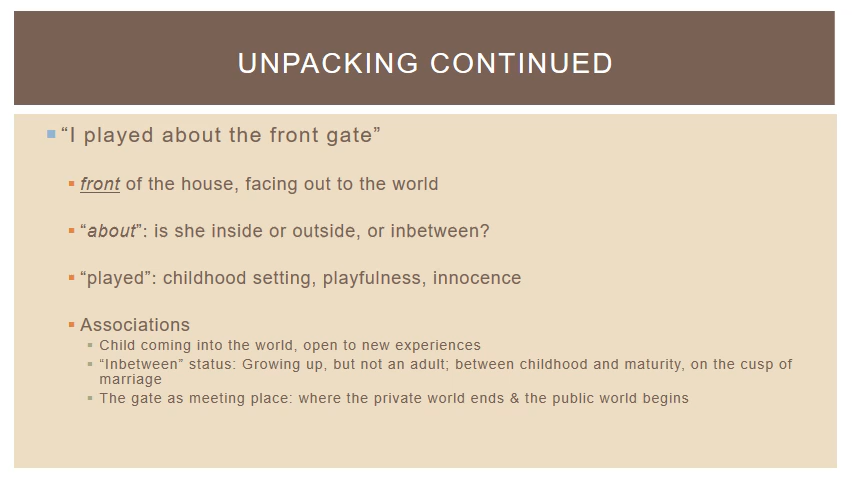 UNPACKING CONTINUED
“I played about the front gate”
front of the house, facing out to the world
“about”: is she inside or outside, or inbetween?
“played”: childhood setting, playfulness, innocence
Associations
Child coming into the world, open to new experiences
“Inbetween” status: Growing up, but not an adult; between childhood and maturity, on the cusp of
marriage
The gate as meeting place: where the private world ends & the public world begins